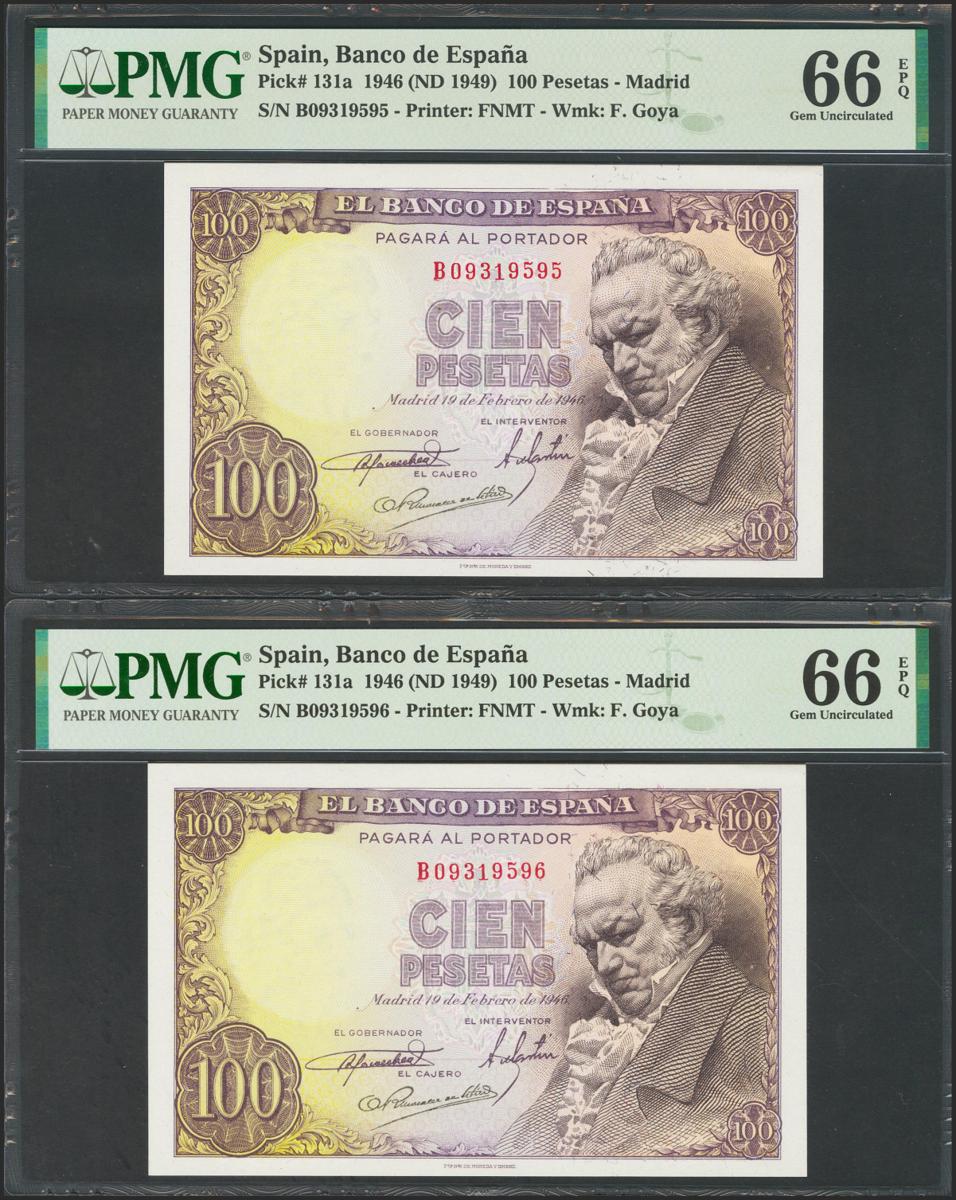 PMG®
PAPER MONEY GUARANTY
Spain, Banco de España
Pick# 131a 1946 (ND 1949) 100 Pesetas - Madrid
S/N B09319595 - Printer: FNMT - Wmk: F. Goya
66 EPQ
Gem Uncirculated
100 EL BANCO DE ESPAÑA 100
PAGARÁ AL PORTADOR
B09319595
CIEN
PESETAS
Madrid 19 de Febrero de 1946
EL INTERVENTOR
EL GOBERNADOR
EL CAJERO
100
100
PMG®
PAPER MONEY GUARANTY
Spain, Banco de España
Pick# 131a 1946 (ND 1949) 100 Pesetas - Madrid
S/N B09319596 - Printer: FNMT - Wmk: F. Goya
66 EPQ
Gem Uncirculated
100 EL BANCO DE ESPAÑA 100
PAGARÁ AL PORTADOR
B09319596
CIEN
PESETAS
Madrid 19 de Febrero de 1946
EL INTERVENTOR
EL GOBERNADOR
EL CAJERO
100
100